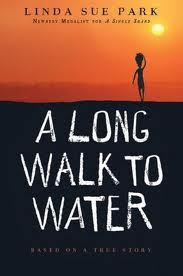 LINDA SUE PARK
NEWBERY MEDALIST FOR A SINGLE SHARD
A LONG
WALK TO
WATER
BASED ON A TRUE STORY